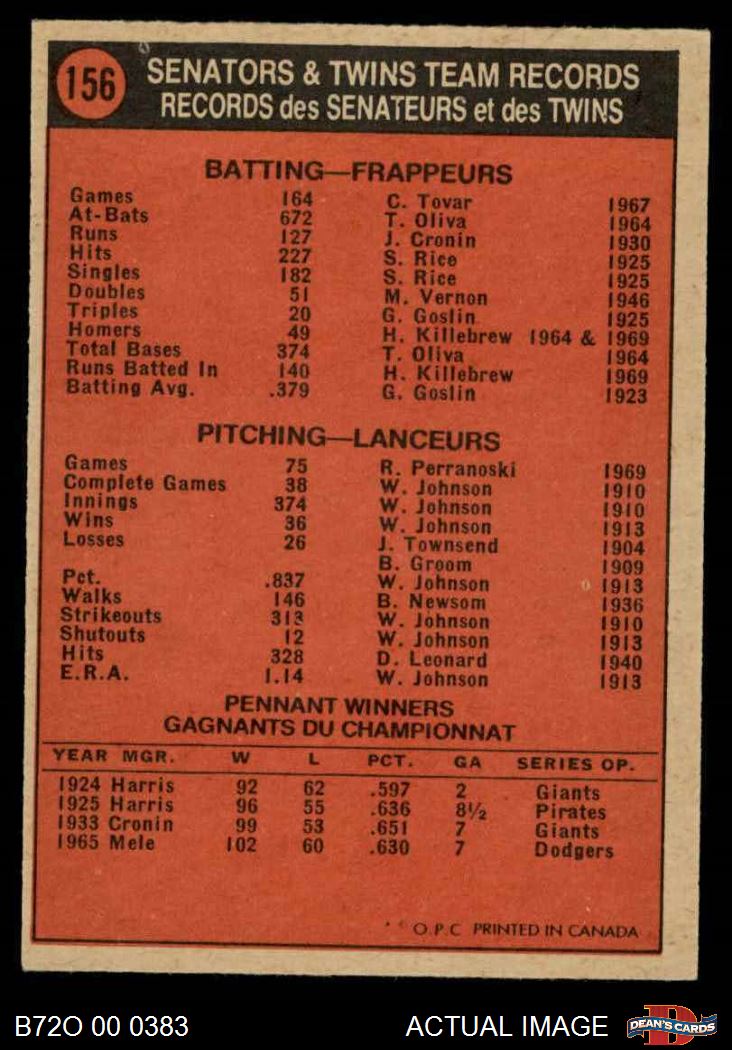 156
SENATORS & TWINS TEAM RECORDS
RECORDS des SENATEURS et des TWINS
BATTING—FRAPPEURS
Games 164 C. Tovar 1967
At-Bats 672 T. Oliva 1964
Runs 127 J. Cronin 1930
Hits 227 S. Rice 1925
Singles 182 S. Rice 1925
Doubles 51 M. Vernon 1946
Triples 20 G. Goslin 1925
Homers 49 H. Killebrew 1964 & 1969
Total Bases 374 T. Oliva 1964
Runs Batted In 140 H. Killebrew 1969
Batting Avg. .379 G. Goslin 1923
PITCHING—LANCEURS
Games 75 R. Perranoski 1969
Complete Games 38 W. Johnson 1910
Innings 374 W. Johnson 1910
Wins 36 W. Johnson 1913
Losses 26 J. Townsend 1904
B. Groom 1909
Pct. .837 W. Johnson 1913
Walks 146 B. Newsom 1936
Strikeouts 313 W. Johnson 1910
Shutouts 12 W. Johnson 1913
Hits 328 D. Leonard 1940
E.R.A. 1.14 W. Johnson 1913
PENNANT WINNERS
GAGNANTS DU CHAMPIONNAT
YEAR MGR. W L PCT. GA SERIES OP.
1924 Harris 92 62 .597 2 Giants
1925 Harris 96 55 .636 8½ Pirates
1933 Cronin 99 53 .651 7 Giants
1965 Mele 102 60 .630 7 Dodgers
O.P.C PRINTED IN CANADA
B72O 00 0383 ACTUAL IMAGE DEAN'S CARDS